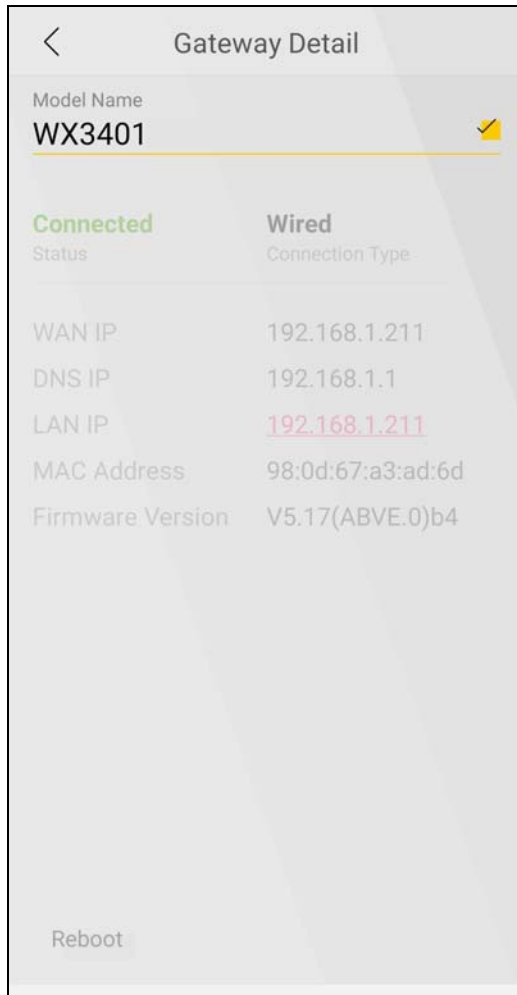 Gateway Detail
Model Name
WX3401
Connected Wired
Status Connection Type
WAN IP 192.168.1.211
DNS IP 192.168.1.1
LAN IP 192.168.1.211
MAC Address 98:0d:67:a3:ad:6d
Firmware Version V5.17(ABVE.0)b4
Reboot